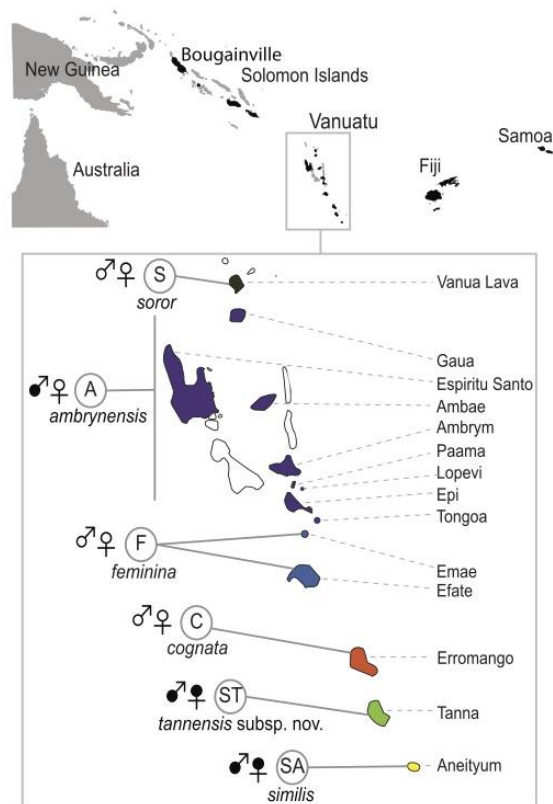 Bougainville
New Guinea
Solomon Islands
Vanuatu
Samoa
Fiji
Australia
♂♀ S
soror
Vanua Lava
Gaua
Espiritu Santo
♂♀ A
ambrynensis
Ambae
Ambrym
Paama
Lopevi
Epi
Tongoa
♂♀ F
feminina
Emae
Efate
♂♀ C
cognata
Erromango
♂♀ ST
tannensis subsp. nov.
Tanna
♂♀ SA
similis
Aneityum